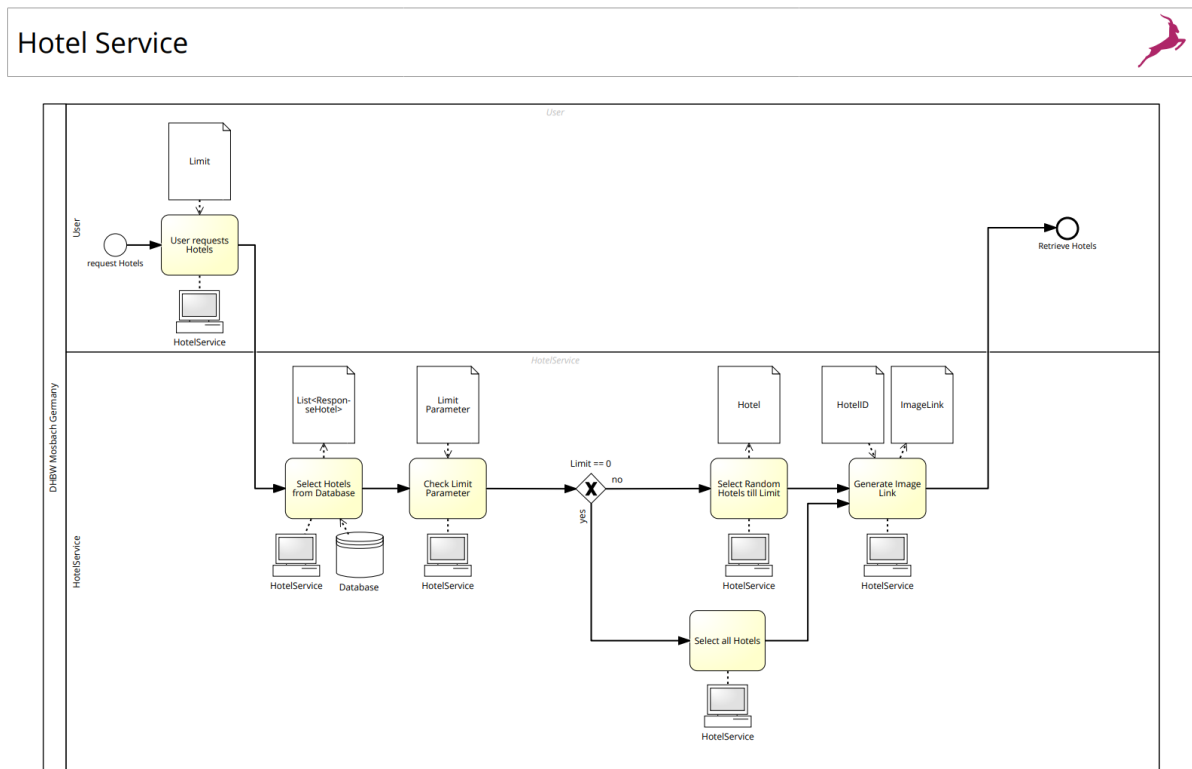 Hotel Service
User
Limit
User
User requests
Hotels
request Hotels
Retrieve Hotels
HotelService
HotelService
DHBW Mosbach Germany
List<Respon-
seHotel>
Limit
Parameter
Hotel
HotelID
ImageLink
Limit == 0
Select Hotels
from Database
Check Limit
Parameter
no
Select Random
Hotels till Limit
Generate Image
Link
yes
HotelService
HotelService
Database
HotelService
HotelService
HotelService
Select all Hotels
HotelService